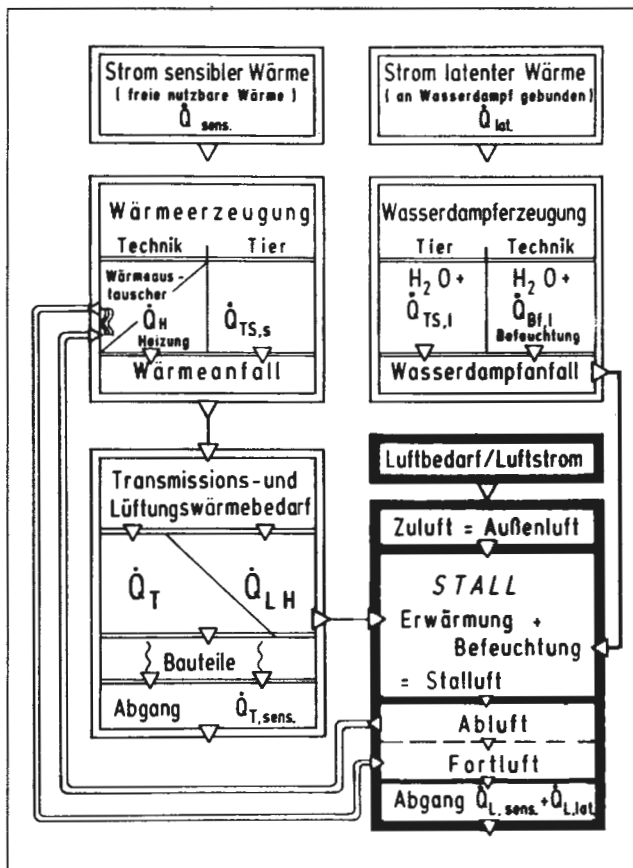 Strom sensibler Wärme
( freie nutzbare Wärme )
Q̇ sens.
Strom latenter Wärme
( an Wasserdampf gebunden)
Q̇ lat.
Wärmeerzeugung
Technik
Tier
Wärmeaus-
tauscher
Q̇H
Heizung
Q̇TS,s
Wärmeanfall
Wasserdampferzeugung
Tier
Technik
H2O+
Q̇TS,l
H2O+
Q̇Bf,l
Befeuchtung
Wasserdampfanfall
Transmissions- und
Lüftungswärmebedarf
Q̇T
Q̇LH
Bauteile
Abgang Q̇T,sens.
Luftbedarf/Luftstrom
Zuluft = Außenluft
STALL
Erwärmung +
Befeuchtung
= Stalluft
Abluft
Fortluft
Abgang Q̇L,sens.+Q̇L,lat.